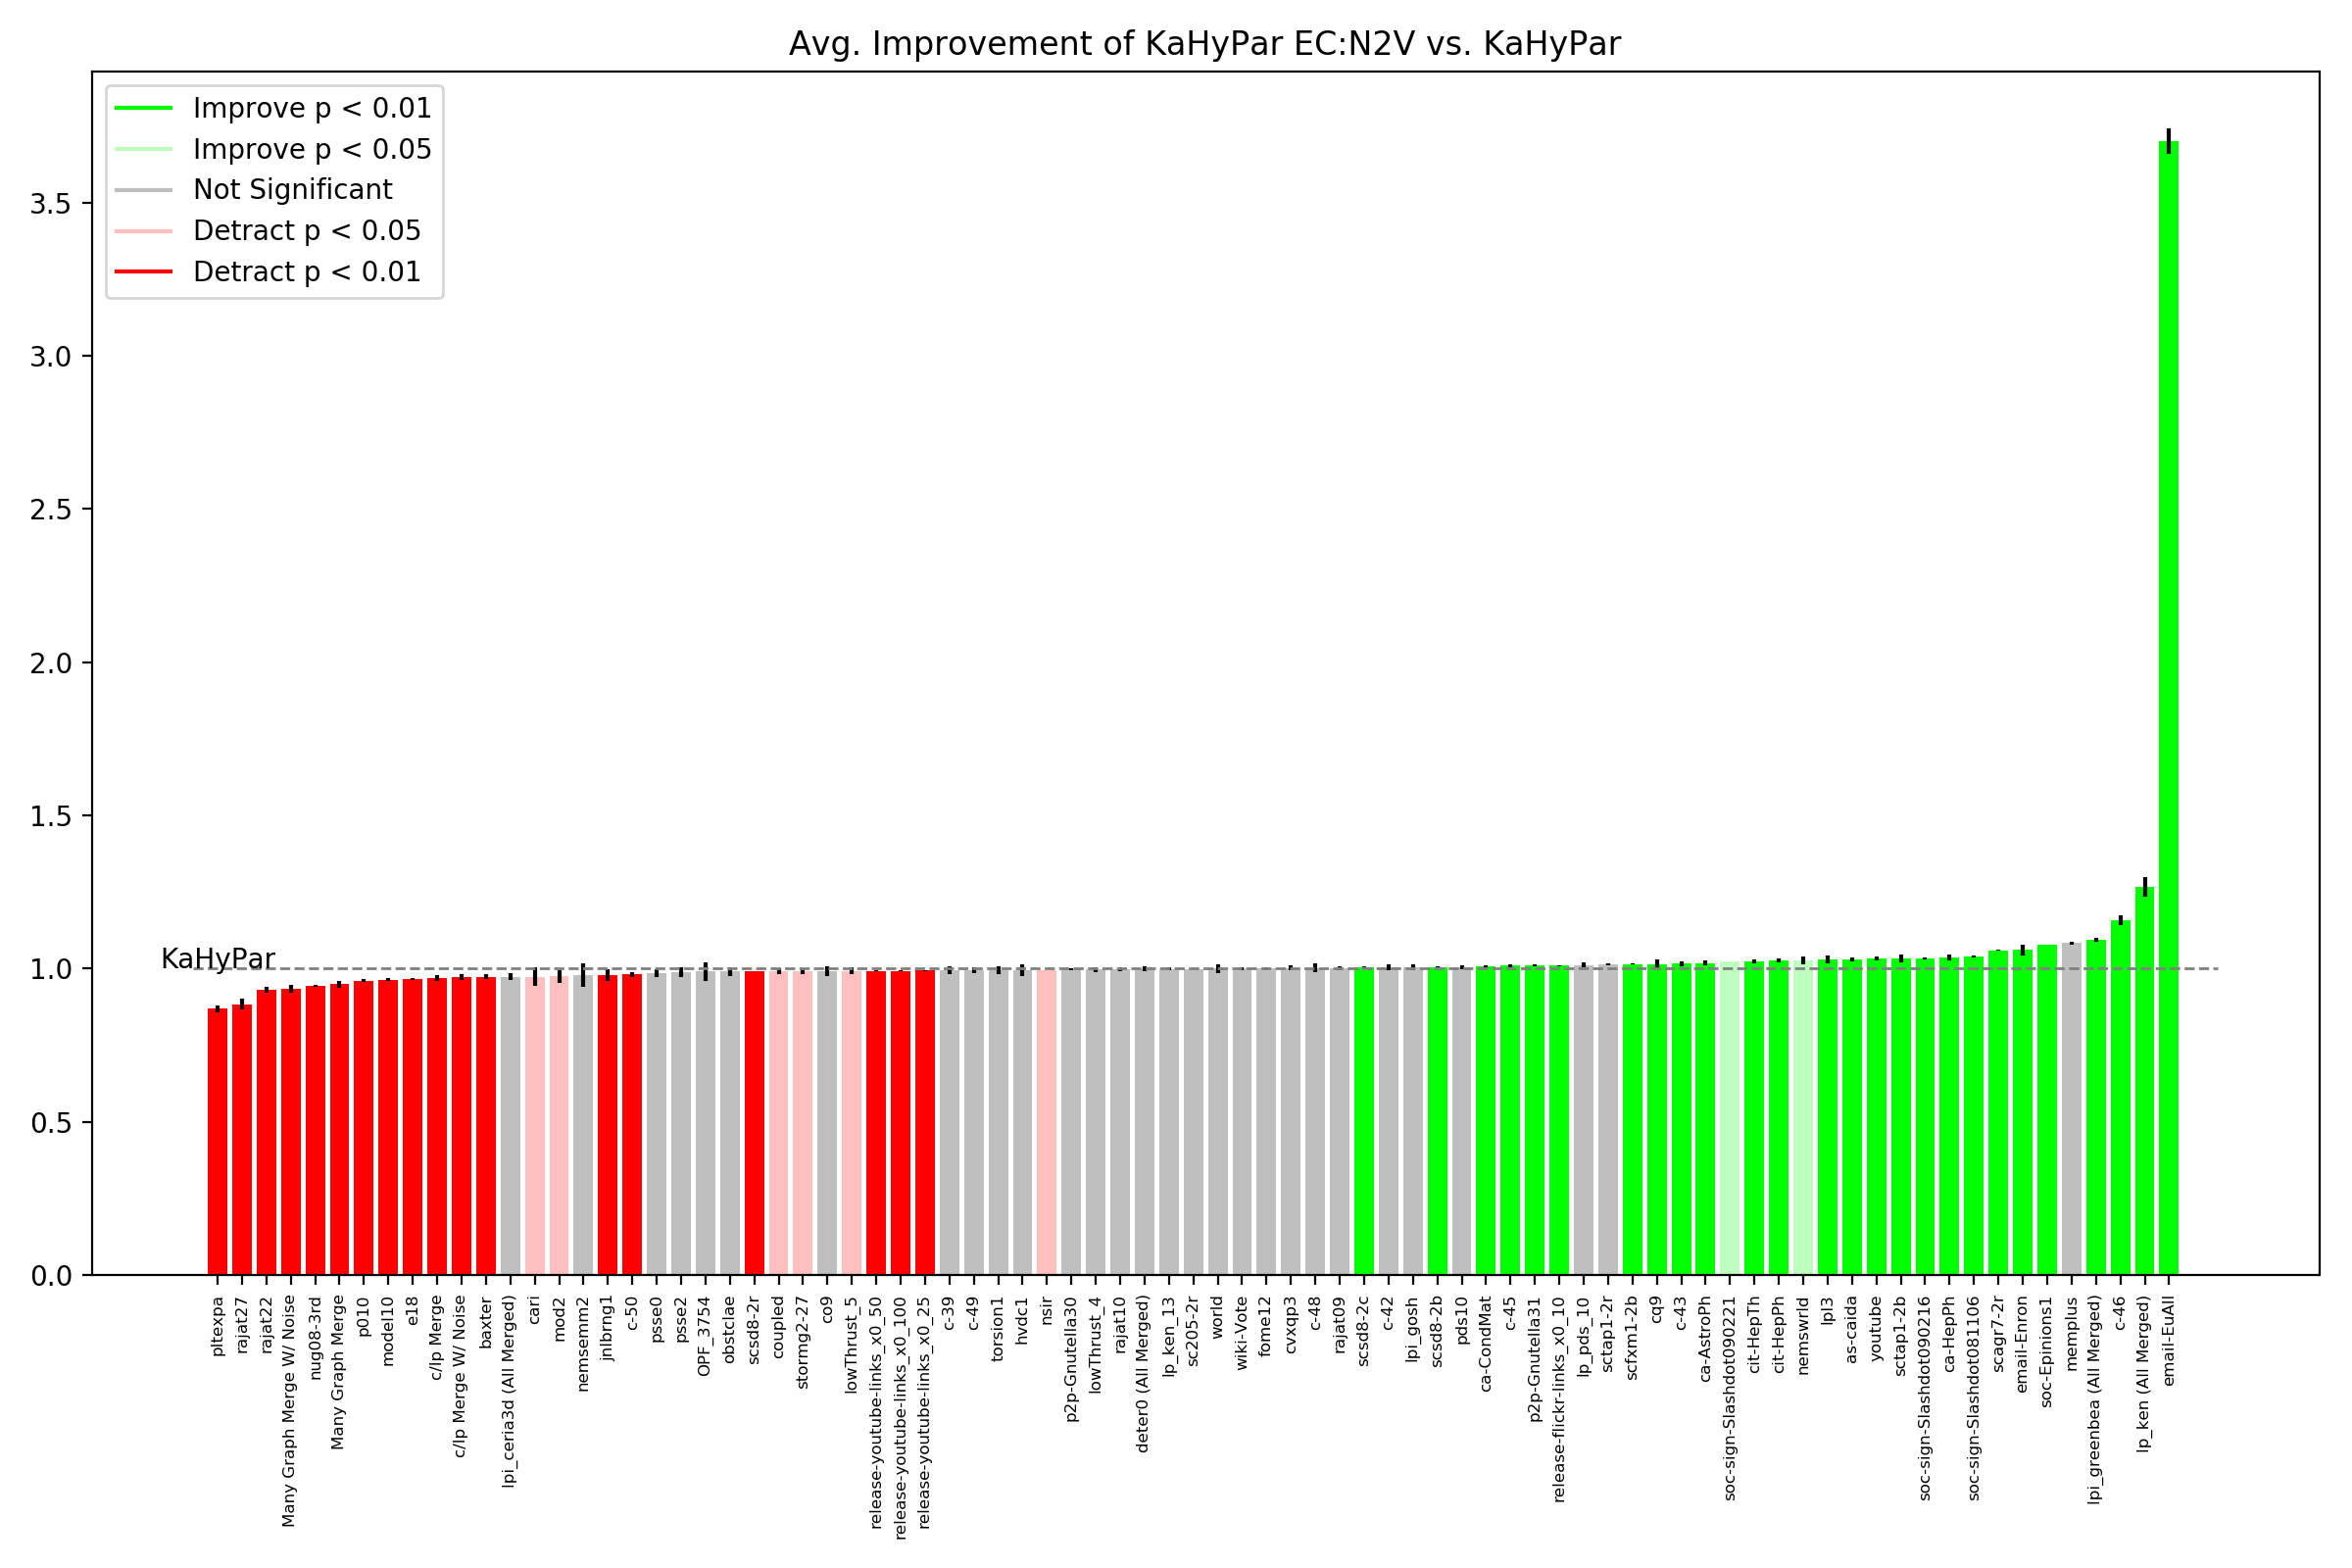 Avg. Improvement of KaHyPar EC:N2V vs. KaHyPar
Improve p < 0.01
Improve p < 0.05
Not Significant
Detract p < 0.05
Detract p < 0.01
3.5
3.0
2.5
2.0
1.5
1.0
0.5
0.0
KaHyPar
pltexpa
rajat27
rajat22
Many Graph Merge W/ Noise
nug08-3rd
Many Graph Merge
p010
model10
e18
c/lp Merge
c/lp Merge W/ Noise
baxter
lpi_ceria3d (All Merged)
cari
mod2
nemsemm2
jnlbrng1
c-50
psse0
psse2
OPF_3754
obstclae
scsd8-2r
coupled
stormg2-27
co9
lowThrust_5
release-youtube-links_x0_50
release-youtube-links_x0_100
release-youtube-links_x0_25
c-39
c-49
torsion1
hvdc1
nsir
p2p-Gnutella30
lowThrust_4
rajat10
deter0 (All Merged)
lp_ken_13
sc205-2r
world
wiki-Vote
fome12
cvxqp3
c-48
rajat09
scsd8-2c
c-42
lpi_gosh
scsd8-2b
pds10
ca-CondMat
c-45
p2p-Gnutella31
release-flickr-links_x0_10
lp_pds_10
sctap1-2r
scfxm1-2b
cq9
c-43
ca-AstroPh
soc-sign-Slashdot090221
cit-HepTh
cit-HepPh
nemswrld
lpl3
as-caida
youtube
sctap1-2b
soc-sign-Slashdot090216
ca-HepPh
soc-sign-Slashdot081106
scagr7-2r
email-Enron
soc-Epinions1
memplus
lpi_greenbea (All Merged)
c-46
lp_ken (All Merged)
email-EuAll